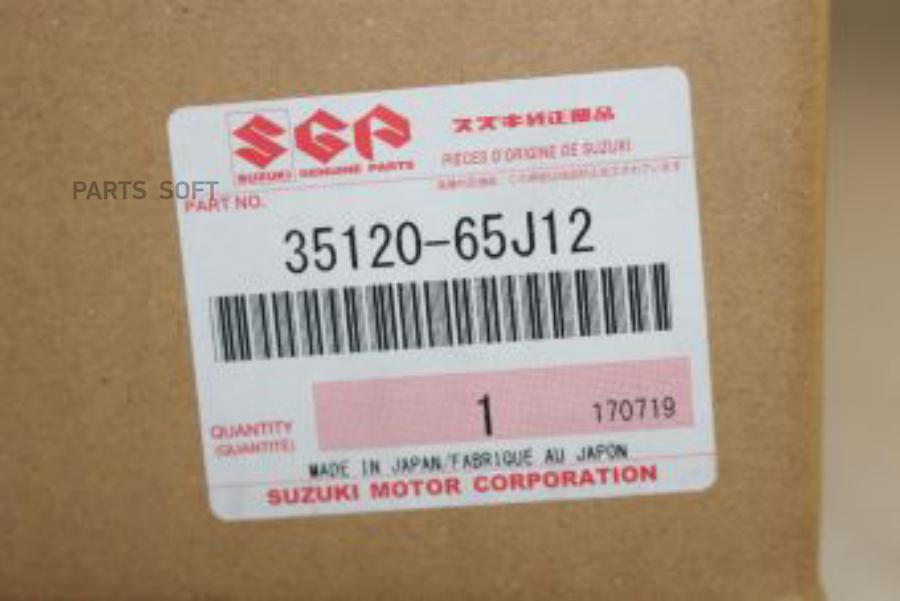 SGP
SUZUKI GENUINE PARTS
スズキ純正部品
PIECES D'ORIGINE DE SUZUKI
PARTS SOFT
PART NO.
35120-65J12
QUANTITY
(QUANTITE)
1
170719
MADE IN JAPAN/FABRIQUE AU JAPON
SUZUKI MOTOR CORPORATION